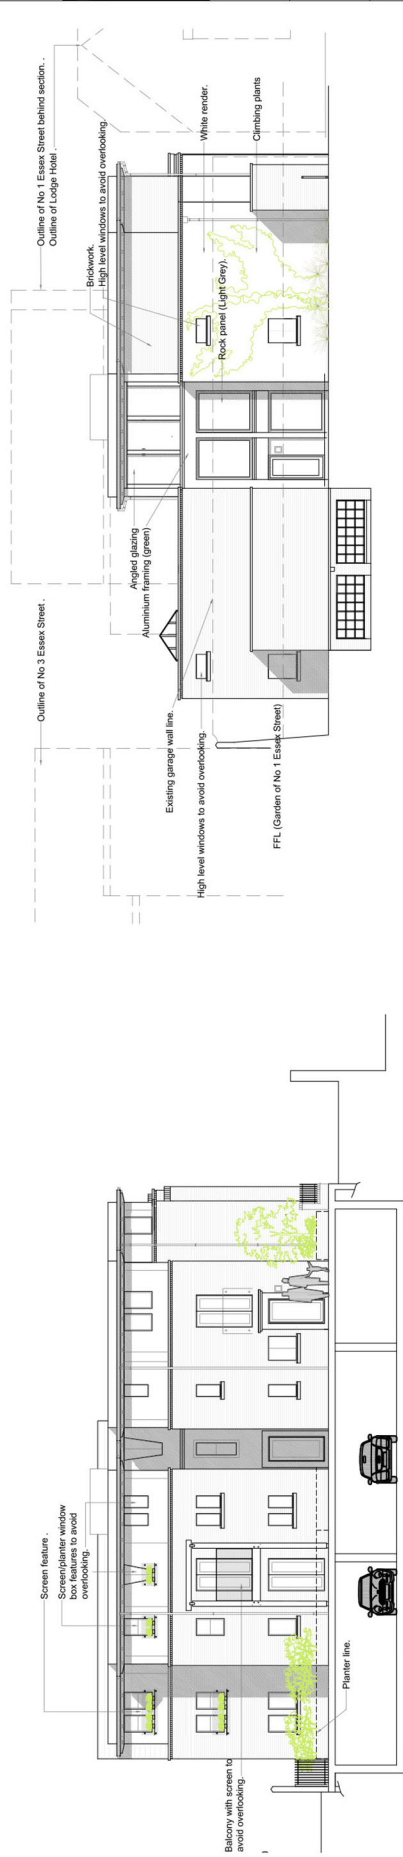 Outline of No 1 Essex Street behind section. .
Outline of Lodge Hotel .
Brickwork.
High level windows to avoid overlooking.
White render.
Climbing plants
Rock panel (Light Grey).
Angled glazing
Aluminium framing (green)
Outline of No 3 Essex Street .
Existing garage wall line.
High level windows to avoid overlooking.
FFL (Garden of No 1 Essex Street)
Screen feature .
Screen/planter window
box features to avoid
overlooking.
Balcony with screen to
avoid overlooking.
Planter line.
)